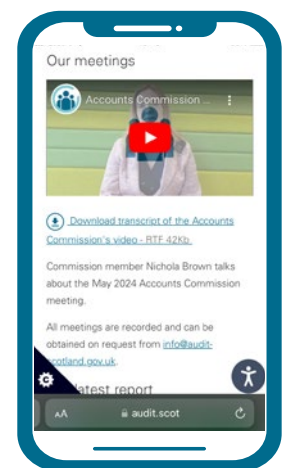 Our meetings
Accounts Commission ...
Download transcript of the Accounts
Commission's video - RTF 42Kb
Commission member Nichola Brown talks
about the May 2024 Accounts Commission
meeting.
All meetings are recorded and can be
obtained on request from info@audit-
scotland.gov.uk.
latest report
AA audit.scot